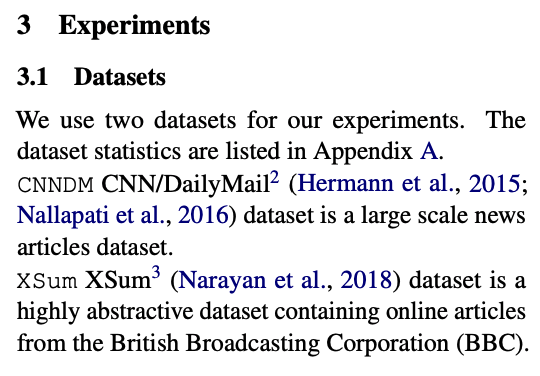 3 Experiments
3.1 Datasets
We use two datasets for our experiments. The
dataset statistics are listed in Appendix A.
CNNDM CNN/DailyMail² (Hermann et al., 2015;
Nallapati et al., 2016) dataset is a large scale news
articles dataset.
XSum XSum³ (Narayan et al., 2018) dataset is a
highly abstractive dataset containing online articles
from the British Broadcasting Corporation (BBC).